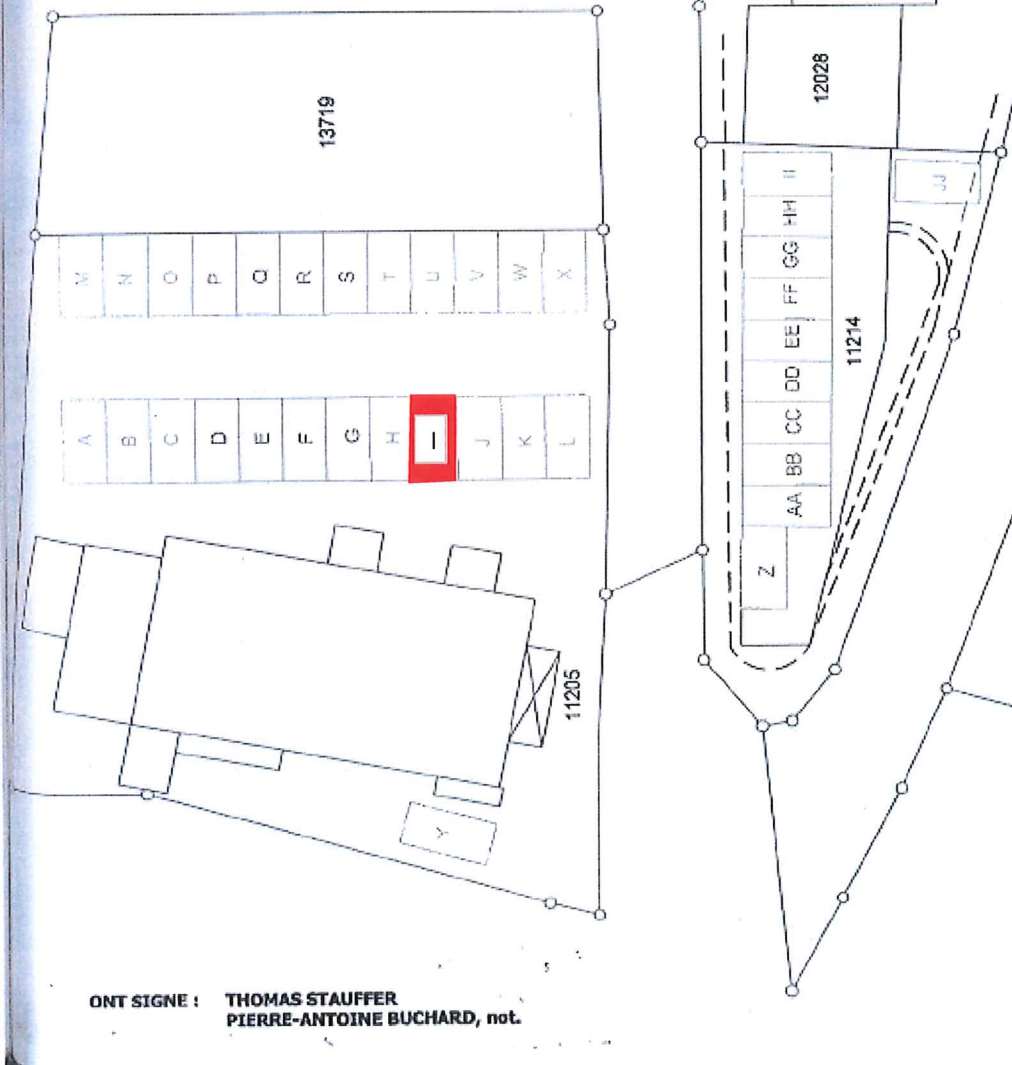 13719
12028
M
N
O
P
Q
R
S
T
U
V
W
X
A
B
C
D
E
F
G
H
I
J
K
L
AA
BB
CC
DD
EE
FF
GG
HH
II
JJ
11214
Z
11205
Y
ONT SIGNE : THOMAS STAUFFER
PIERRE-ANTOINE BUCHARD, not.